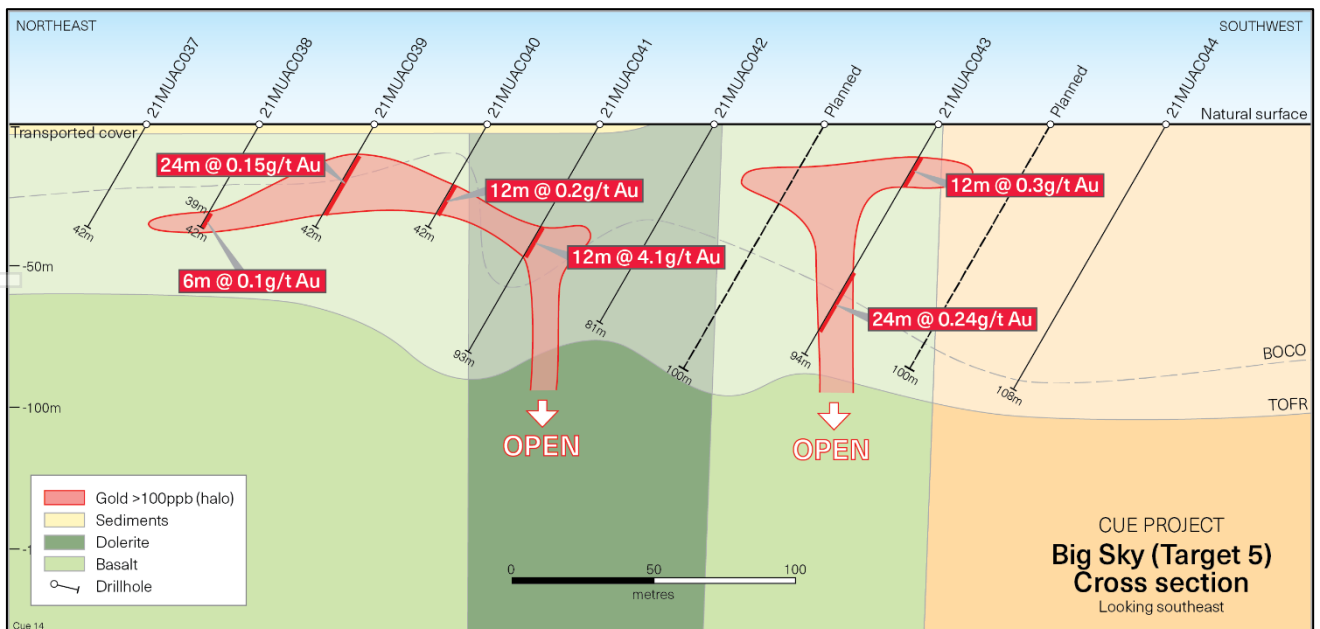 NORTHEAST
SOUTHWEST
21MUAC037
21MUAC038
21MUAC039
21MUAC040
21MUAC041
21MUAC042
Planned
21MUAC043
Planned
21MUAC044
Natural surface
Transported cover
24m @ 0.15g/t Au
12m @ 0.2g/t Au
12m @ 0.3g/t Au
39m
42m
42m
42m
42m
12m @ 4.1g/t Au
-50m
6m @ 0.1g/t Au
24m @ 0.24g/t Au
81m
93m
94m
100m
100m
108m
BOCO
TOFR
-100m
OPEN
OPEN
Gold >100ppb (halo)
Sediments
Dolerite
Basalt
Drillhole
0 50 100
metres
CUE PROJECT
Big Sky (Target 5)
Cross section
Looking southeast
Cue 14